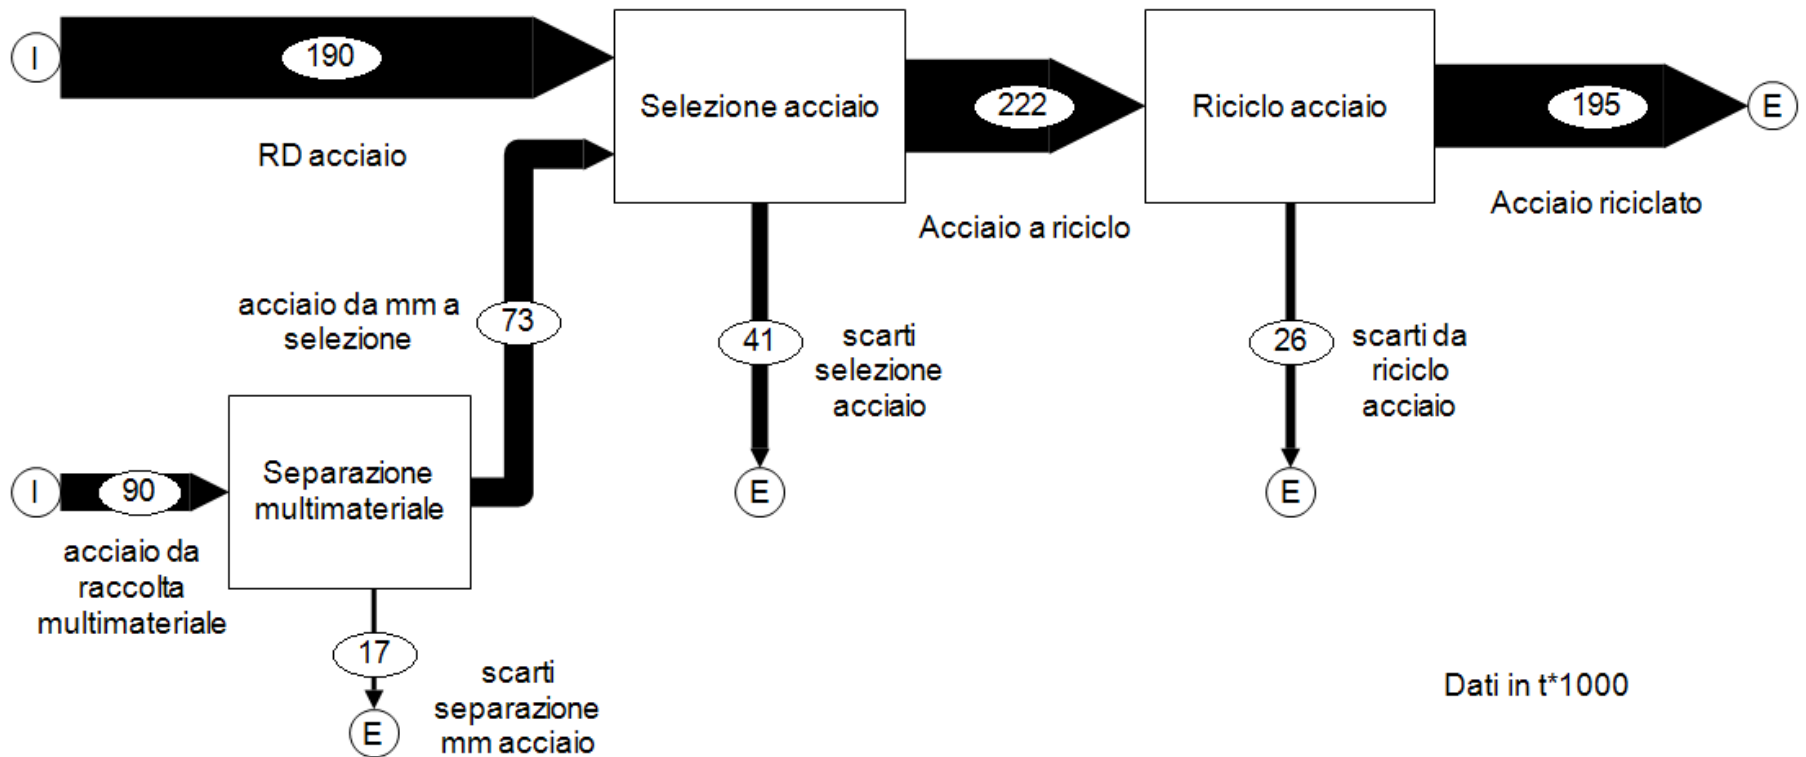 I
190
RD acciaio
Selezione acciaio
222
Acciaio a riciclo
Riciclo acciaio
195
E
Acciaio riciclato
acciaio da mm a
selezione
73
41
scarti
selezione
acciaio
E
26
scarti da
riciclo
acciaio
E
I
90
acciaio da
raccolta
multimateriale
Separazione
multimateriale
17
scarti
separazione
mm acciaio
E
Dati in t*1000